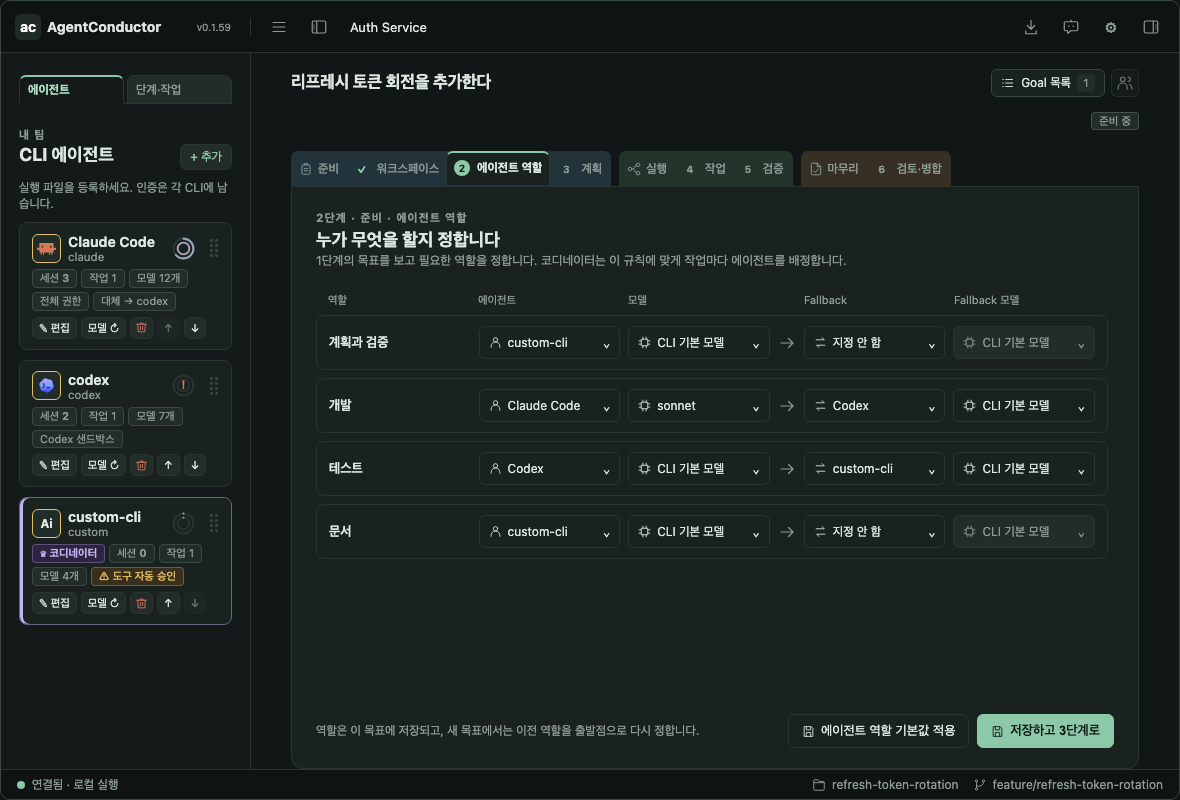 ac AgentConductor v0.1.59 Auth Service
에이전트 단계·작업
내 팀
CLI 에이전트 + 추가
실행 파일을 등록하세요. 인증은 각 CLI에 남
습니다.
Claude Code
claude
세션 3 작업 1 모델 12개
전체 권한 대체 → codex
편집 모델
codex
codex
세션 2 작업 1 모델 7개
Codex 샌드박스
편집 모델
Ai custom-cli
custom
코디네이터 세션 0 작업 1
모델 4개 도구 자동 승인
편집 모델
리프레시 토큰 회전을 추가한다
Goal 목록 1
준비 중
준비 워크스페이스 2 에이전트 역할 3 계획 실행 4 작업 5 검증 마무리 6 검토·병합
2단계 · 준비 · 에이전트 역할
누가 무엇을 할지 정합니다
1단계의 목표를 보고 필요한 역할을 정합니다. 코디네이터는 이 규칙에 맞게 작업마다 에이전트를 배정합니다.
역할 에이전트 모델 Fallback Fallback 모델
계획과 검증 custom-cli CLI 기본 모델 → 지정 안 함 CLI 기본 모델
개발 Claude Code sonnet → Codex CLI 기본 모델
테스트 Codex CLI 기본 모델 → custom-cli CLI 기본 모델
문서 custom-cli CLI 기본 모델 → 지정 안 함 CLI 기본 모델
역할은 이 목표에 저장되고, 새 목표에서는 이전 역할을 출발점으로 다시 정합니다.
에이전트 역할 기본값 적용 저장하고 3단계로
연결됨 · 로컬 실행 refresh-token-rotation feature/refresh-token-rotation